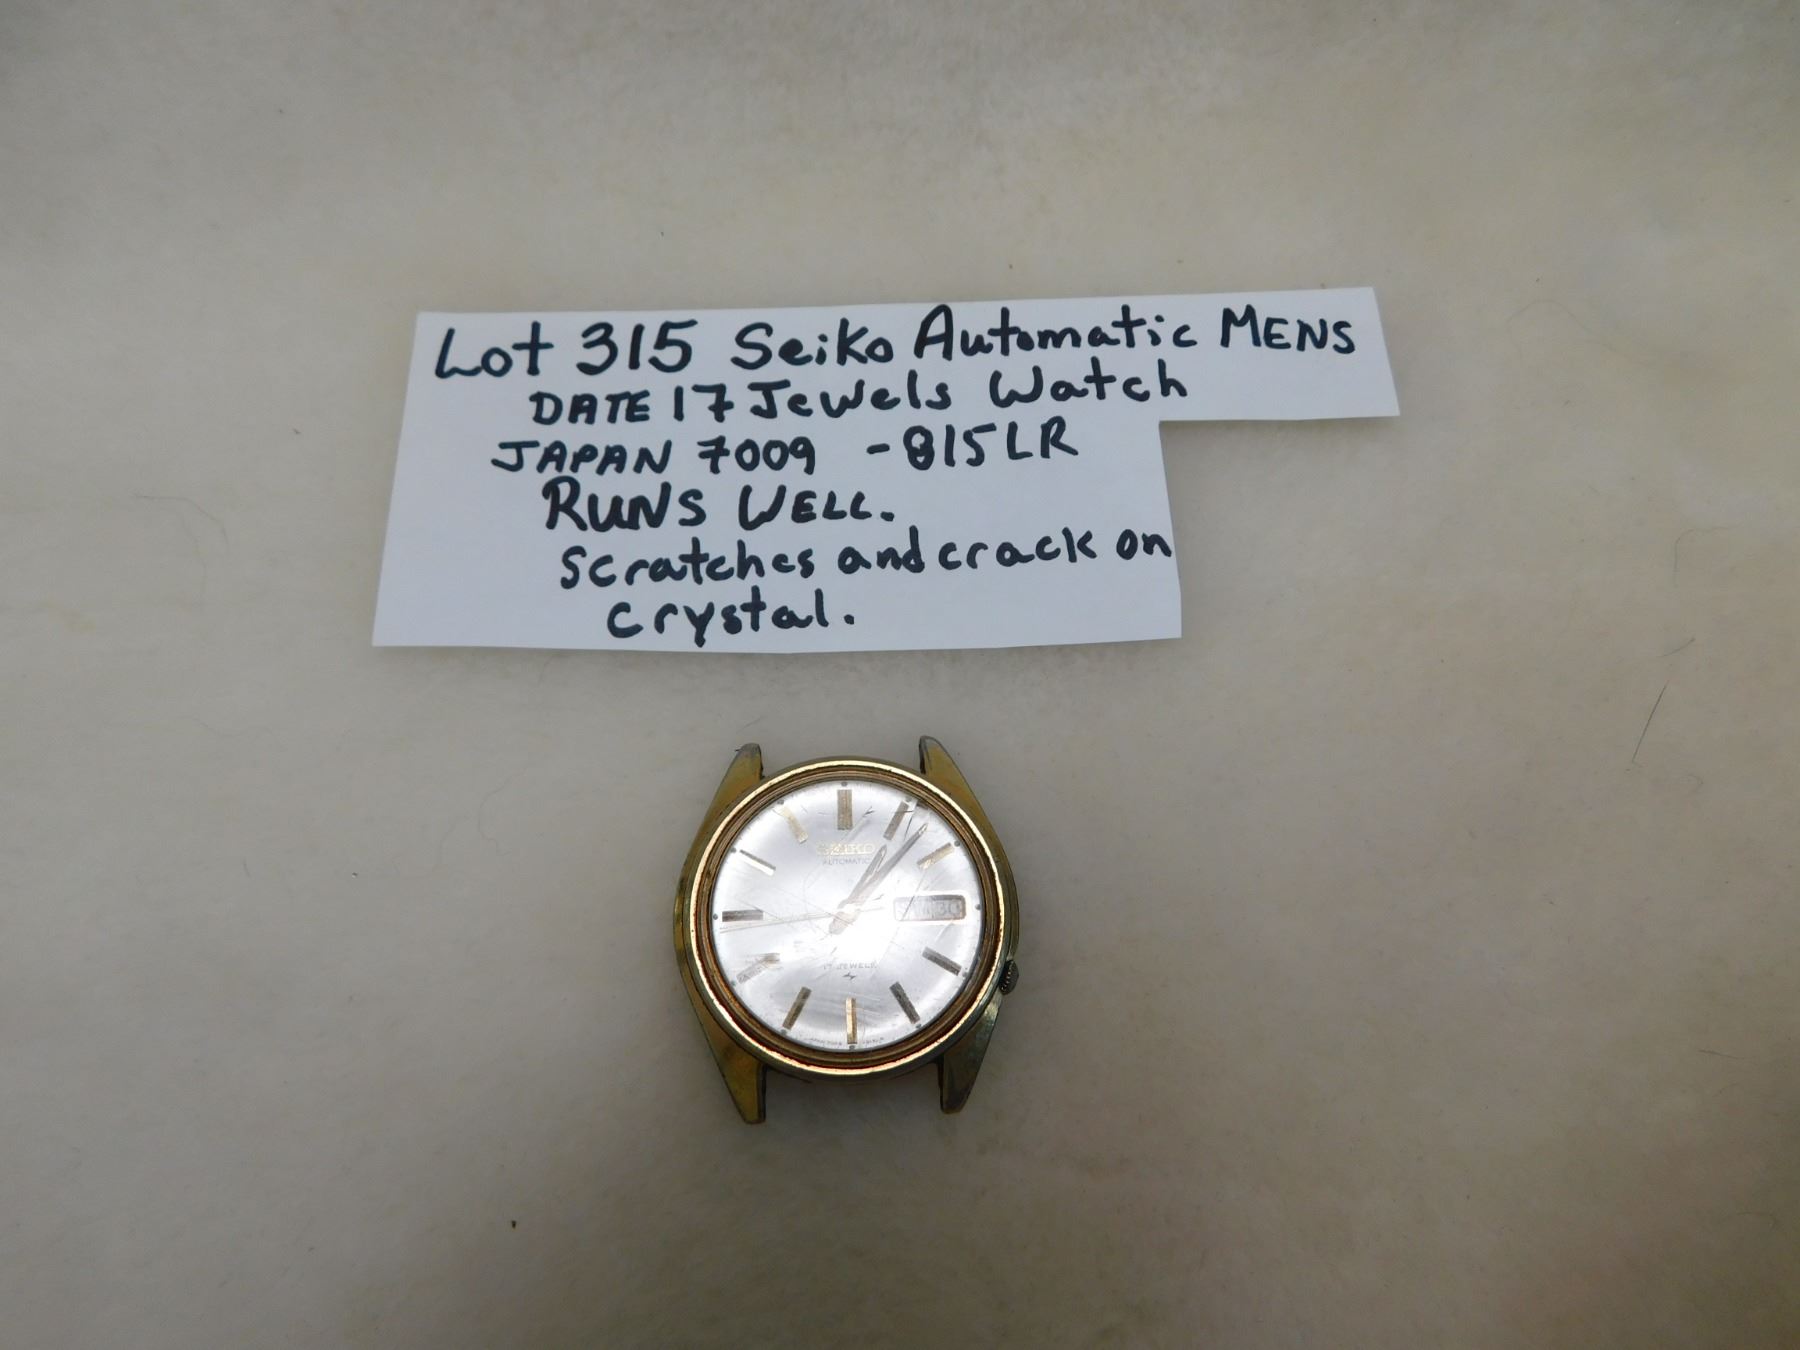 Lot 315 Seiko Automatic MENS
DATE 17 Jewels Watch
JAPAN 7009 -815LR
RUNS WELL.
Scratches and crack on
crystal.
SEIKO
AUTOMATIC
17 JEWELS